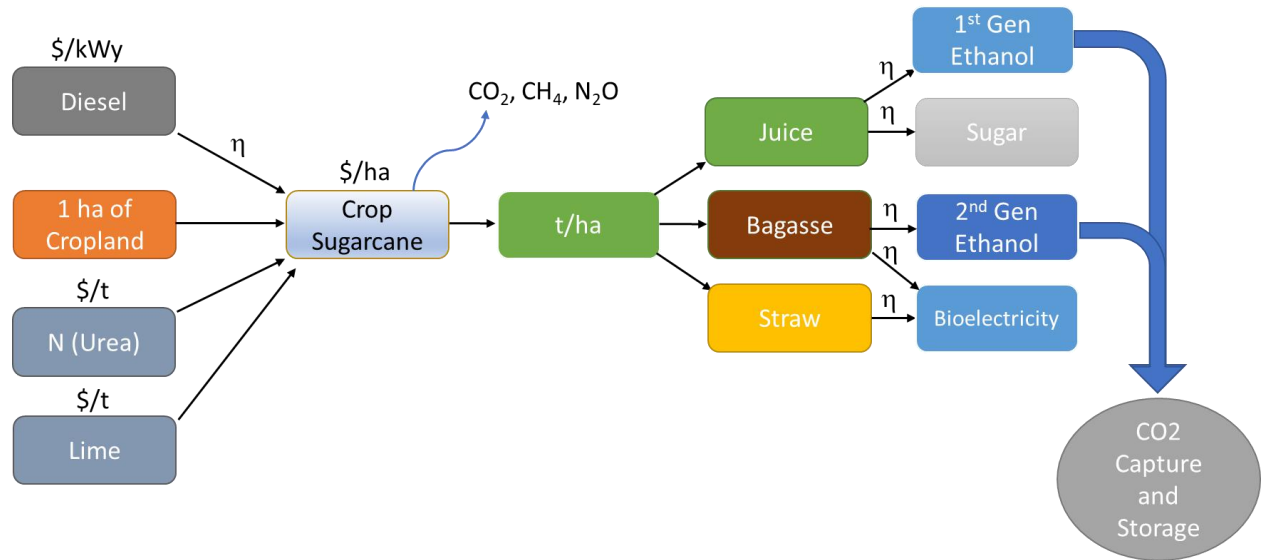 $/kWy
Diesel
η
1 ha of
Cropland
$/t
N (Urea)
$/t
Lime
CO₂, CH₄, N₂O
$/ha
Crop
Sugarcane
t/ha
Juice
Bagasse
Straw
η
η
η
η
η
1ˢᵗ Gen
Ethanol
Sugar
2ⁿᵈ Gen
Ethanol
Bioelectricity
CO2
Capture
and
Storage